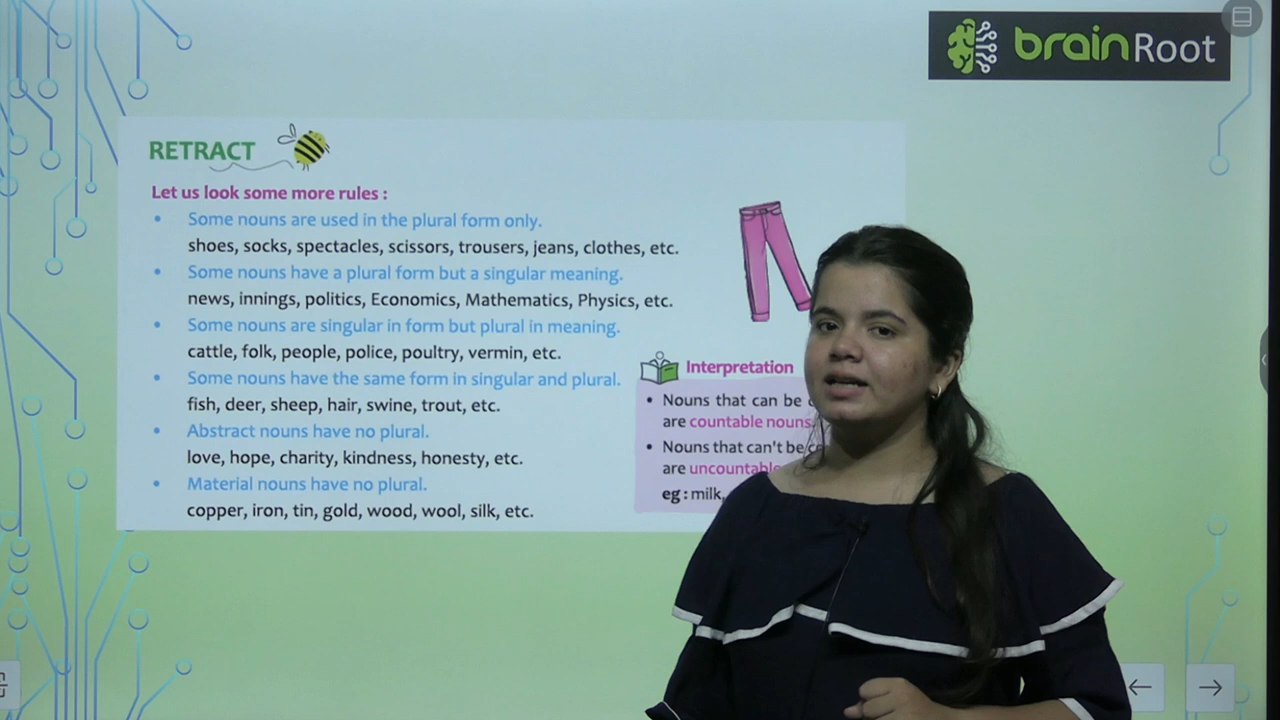 brainRoot
RETRACT
Let us look some more rules :
• Some nouns are used in the plural form only.
shoes, socks, spectacles, scissors, trousers, jeans, clothes, etc.
• Some nouns have a plural form but a singular meaning.
news, innings, politics, Economics, Mathematics, Physics, etc.
• Some nouns are singular in form but plural in meaning.
cattle, folk, people, police, poultry, vermin, etc.
• Some nouns have the same form in singular and plural.
fish, deer, sheep, hair, swine, trout, etc.
• Abstract nouns have no plural.
love, hope, charity, kindness, honesty, etc.
• Material nouns have no plural.
copper, iron, tin, gold, wood, wool, silk, etc.
Interpretation
• Nouns that can be
are countable nouns.
• Nouns that can't be
are uncountable
eg : milk,